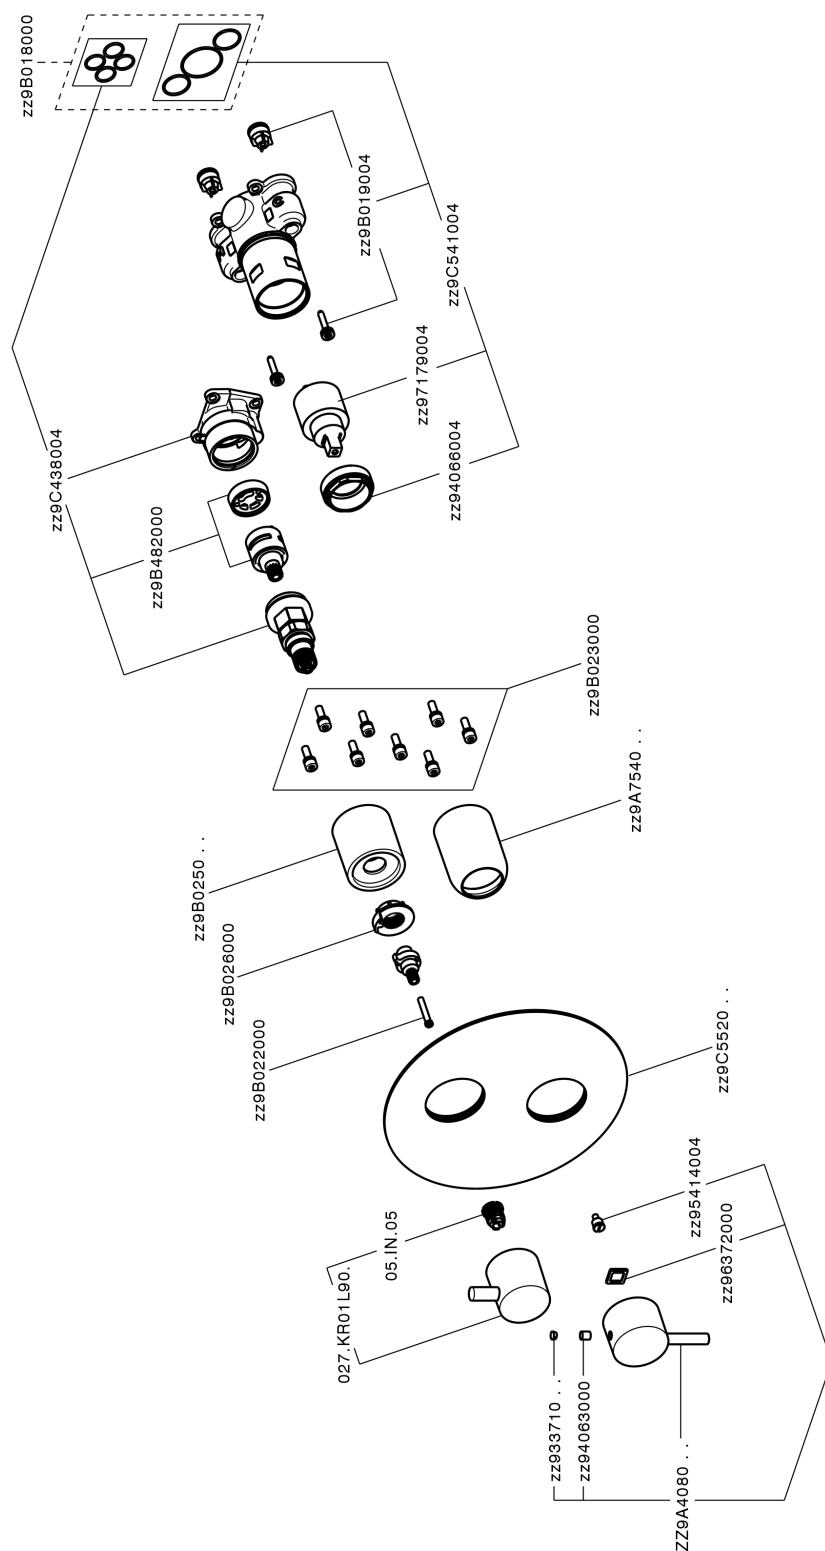 zz9B018000
zz9B019004
zz9C541004
zz97179004
zz94066004
zz9C438004
zz9B482000
zz9B023000
zz9A7540 . .
zz9B0250 . .
zz9B026000
zz9B022000
zz9C5520 . .
zz95414004
zz96372000
05.IN.05
027.KR01L90.
zz933710 . .
zz94063000
ZZ9A4080 . .